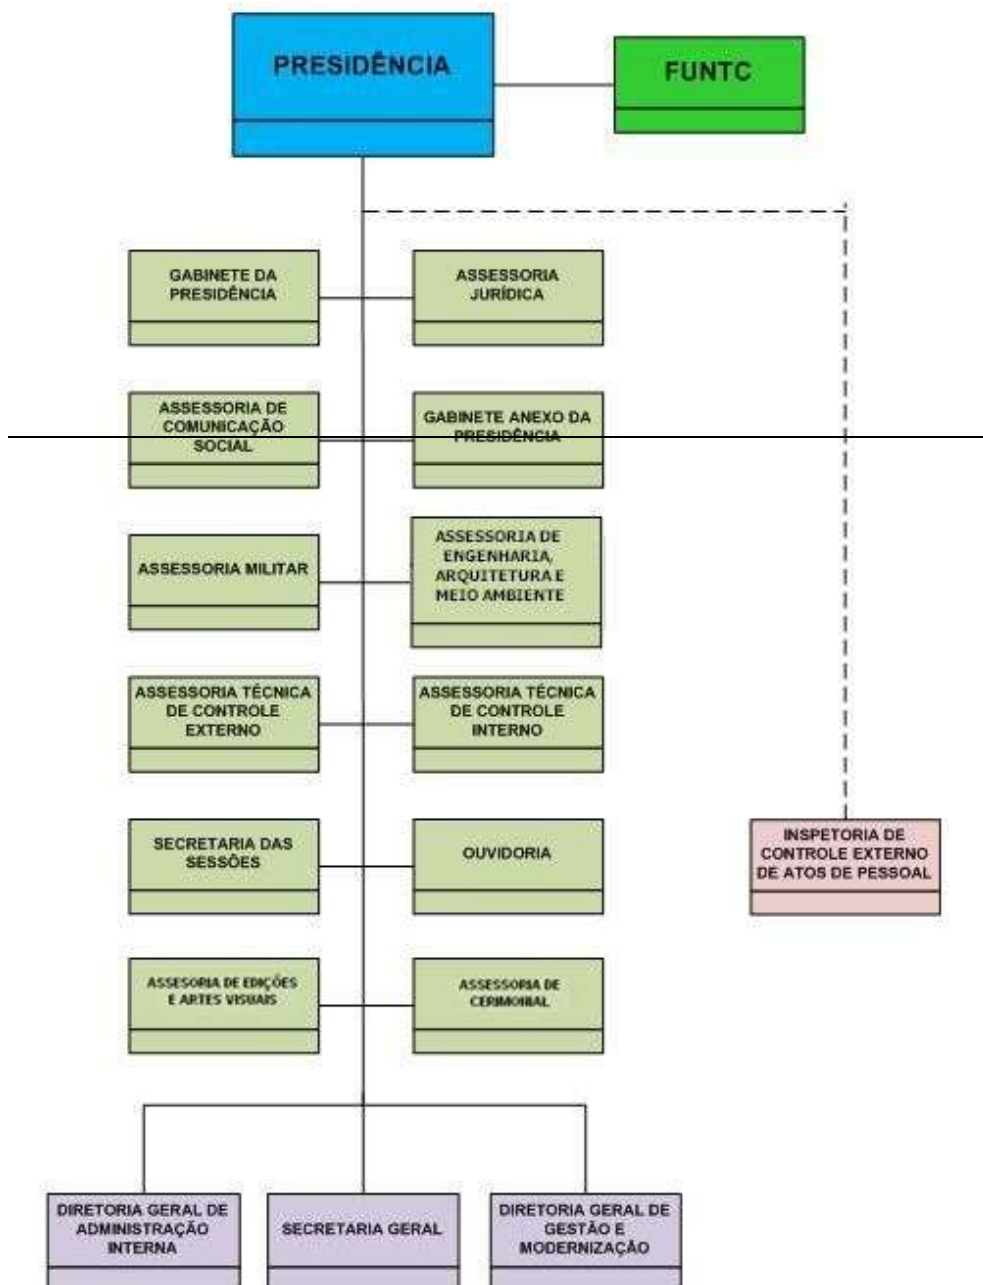 PRESIDÊNCIA
FUNTC
GABINETE DA
PRESIDÊNCIA
ASSESSORIA
JURÍDICA
ASSESSORIA DE
COMUNICAÇÃO
SOCIAL
GABINETE ANEXO DA
PRESIDÊNCIA
ASSESSORIA MILITAR
ASSESSORIA DE
ENGENHARIA,
ARQUITETURA E
MEIO AMBIENTE
ASSESSORIA TÉCNICA
DE CONTROLE
EXTERNO
ASSESSORIA TÉCNICA
DE CONTROLE
INTERNO
SECRETARIA DAS
SESSÕES
OUVIDORIA
INSPETORIA DE
CONTROLE EXTERNO
DE ATOS DE PESSOAL
ASSESORIA DE EDIÇÕES
E ARTES VISUAIS
ASSESSORIA DE
CERIMONIAL
DIRETORIA GERAL DE
ADMINISTRAÇÃO
INTERNA
SECRETARIA GERAL
DIRETORIA GERAL DE
GESTÃO E
MODERNIZAÇÃO